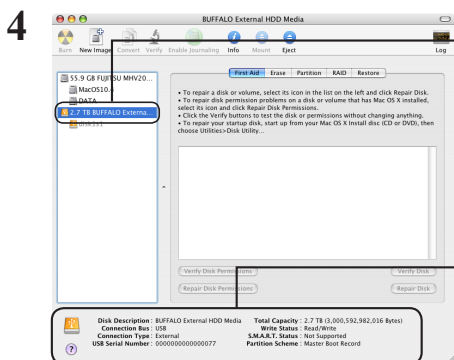 4
BUFFALO External HDD Media
Burn New Image Convert Verify Enable Journaling Info Mount Eject Log
First Aid Erase Partition RAID Restore
55.9 GB FUJITSU MHV20...
MacOS10.4
DATA
2.7 TB BUFFALO Externa...
disk1s1
• To repair a disk or volume, select its icon in the list on the left and click Repair Disk.
• To repair disk permission problems on a disk or volume that has Mac OS X installed,
select its icon and click Repair Disk Permissions.
• Click the Verify buttons to test the disk or permissions without changing anything.
• To repair your startup disk, start up from your Mac OS X Install disc (CD or DVD), then
choose Utilities>Disk Utility...
Verify Disk Permissions Verify Disk
Repair Disk Permissions Repair Disk
Disk Description : BUFFALO External HDD Media Total Capacity : 2.7 TB (3,000,592,982,016 Bytes)
Connection Bus : USB Write Status : Read/Write
Connection Type : External S.M.A.R.T. Status : Not Supported
USB Serial Number : 0000000000000077 Partition Scheme : Master Boot Record
?